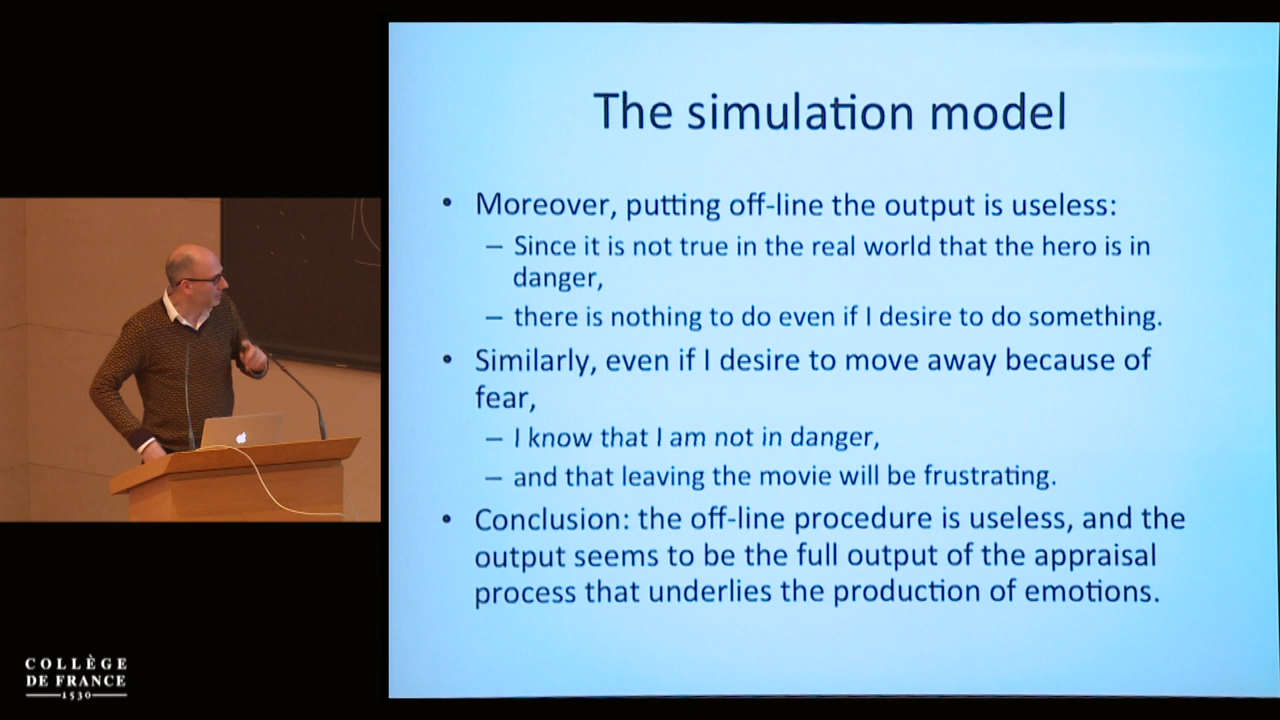 The simulation model
• Moreover, putting off-line the output is useless:
– Since it is not true in the real world that the hero is in
danger,
– there is nothing to do even if I desire to do something.
• Similarly, even if I desire to move away because of
fear,
– I know that I am not in danger,
– and that leaving the movie will be frustrating.
• Conclusion: the off-line procedure is useless, and the
output seems to be the full output of the appraisal
process that underlies the production of emotions.
COLLÈGE
DE FRANCE
1530